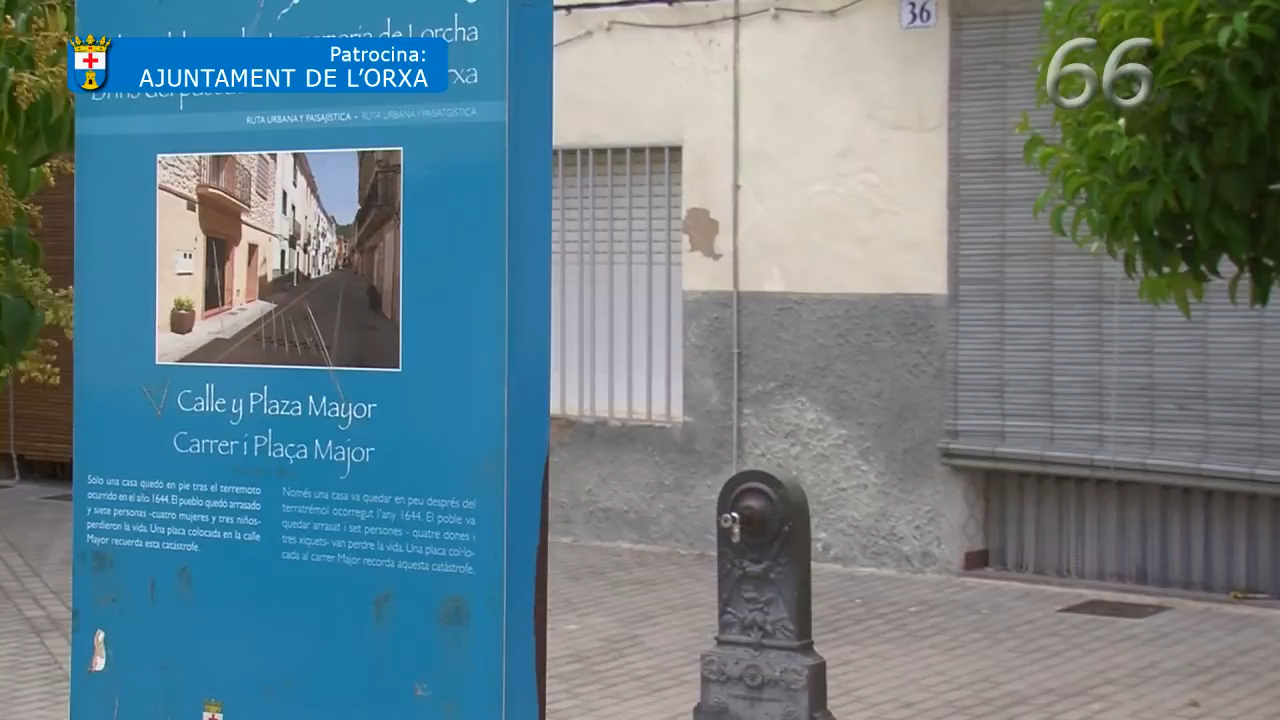 Patrocina:
AJUNTAMENT DE L'ORXA
66
36
de Lorcha
RUTA URBANA Y PAISAJÍSTICA - RUTA URBANA I PAISATGÍSTICA
Calle y Plaza Mayor
Carrer i Plaça Major
Sólo una casa quedó en pie tras el terremoto
ocurrido en el año 1644. El pueblo quedó arrasado
y siete personas -cuatro mujeres y tres niños-
perdieron la vida. Una placa colocada en la calle
Mayor recuerda esta catástrofe.
Només una casa va quedar en peu després del
terratrémol ocorregut l'any 1644. El poble va
quedar arrasat i set persones - quatre dones i
tres xiquets- van perdre la vida. Una placa col·lo-
cada al carrer Major recorda aquesta catástrofe.